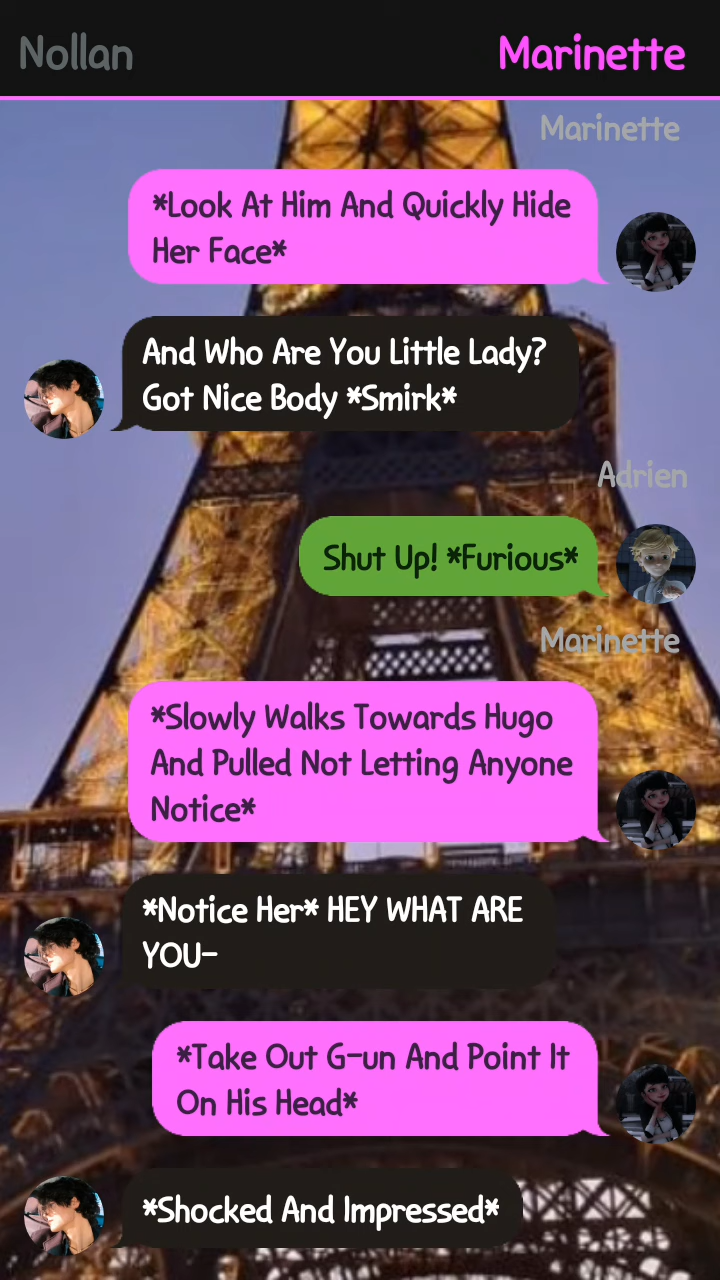 Nollan
Marinette
Marinette
*Look At Him And Quickly Hide
Her Face*
And Who Are You Little Lady?
Got Nice Body *Smirk*
Adrien
Shut Up! *Furious*
Marinette
*Slowly Walks Towards Hugo
And Pulled Not Letting Anyone
Notice*
*Notice Her* HEY WHAT ARE
YOU-
*Take Out G-un And Point It
On His Head*
*Shocked And Impressed*